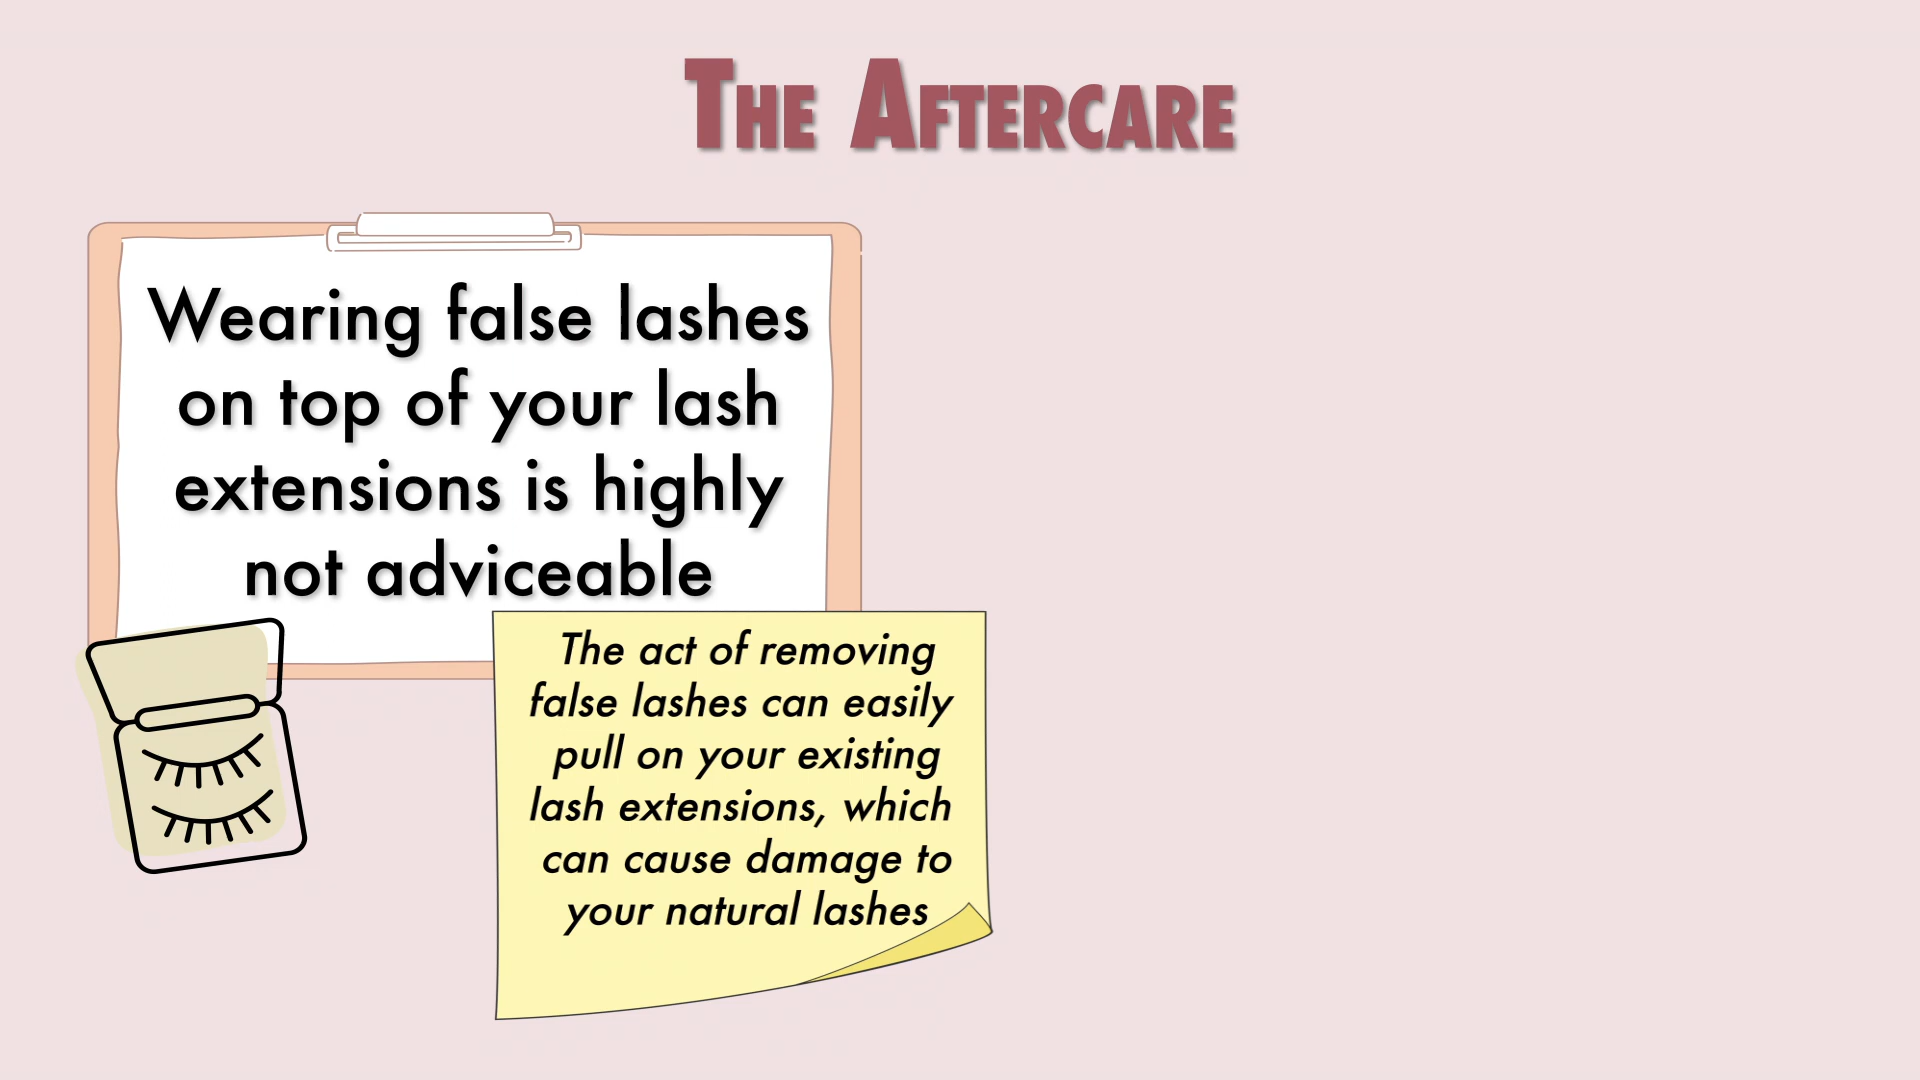 The Aftercare
Wearing false lashes
on top of your lash
extensions is highly
not adviceable
The act of removing
false lashes can easily
pull on your existing
lash extensions, which
can cause damage to
your natural lashes